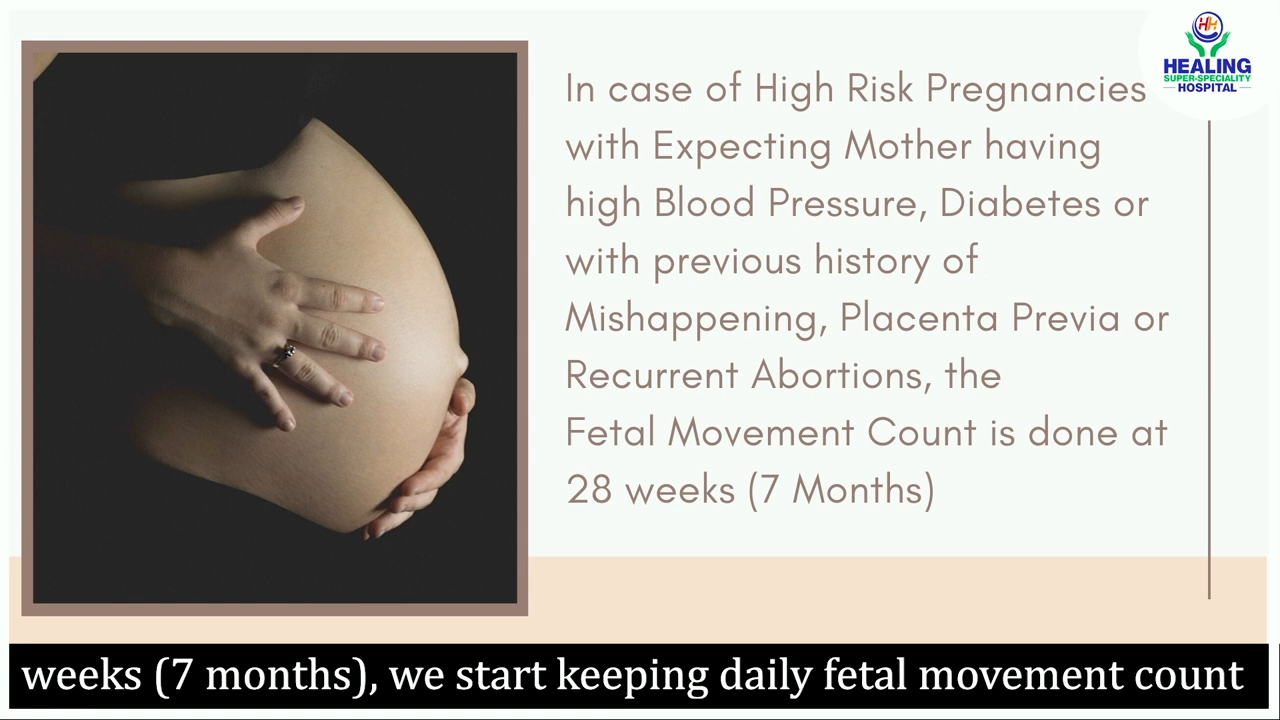 HH
HEALING
SUPER-SPECIALITY
HOSPITAL
In case of High Risk Pregnancies
with Expecting Mother having
high Blood Pressure, Diabetes or
with previous history of
Mishappening, Placenta Previa or
Recurrent Abortions, the
Fetal Movement Count is done at
28 weeks (7 Months)
weeks (7 months), we start keeping daily fetal movement count